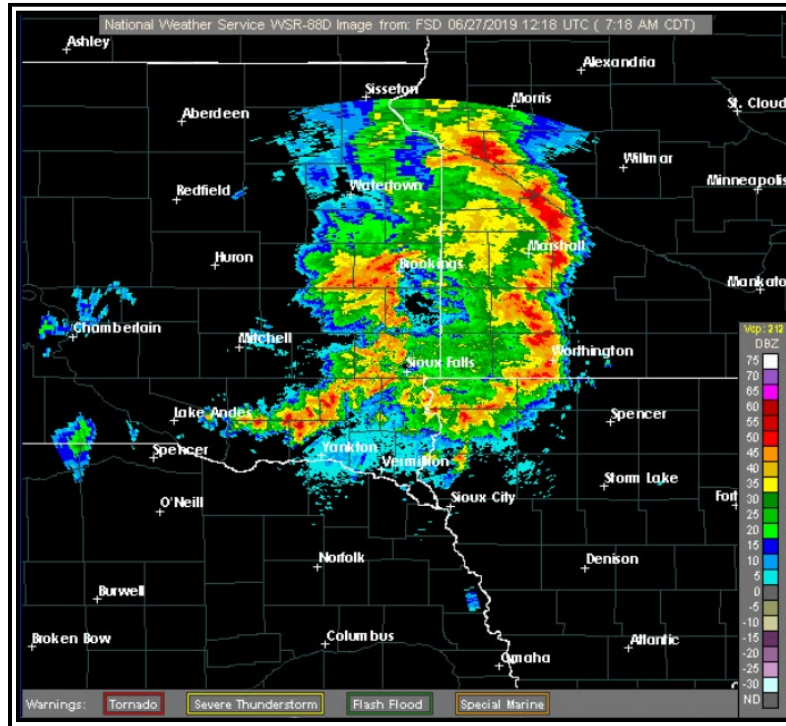 National Weather Service WSR-88D Image from: FSD 06/27/2019 12:18 UTC ( 7:18 AM CDT)
Ashley
Alexandria
Sisseton
Morris
Aberdeen
St. Cloud
Willmar
Watertown
Redfield
Minneapolis
Marshall
Huron
Brookings
Mankato
Chamberlain
Mitchell
Worthington
Sioux Falls
Lake Andes
Spencer
Spencer
Yankton
Vermillion
Storm Lake
Sioux City
Fort
O'Neill
Norfolk
Denison
Burwell
Broken Bow
Columbus
Atlantic
Omaha
Vcp: 212
DBZ
75
70
65
60
55
50
45
40
35
30
25
20
15
10
5
0
-5
-10
-15
-20
-25
-30
ND
Warnings: Tornado Severe Thunderstorm Flash Flood Special Marine